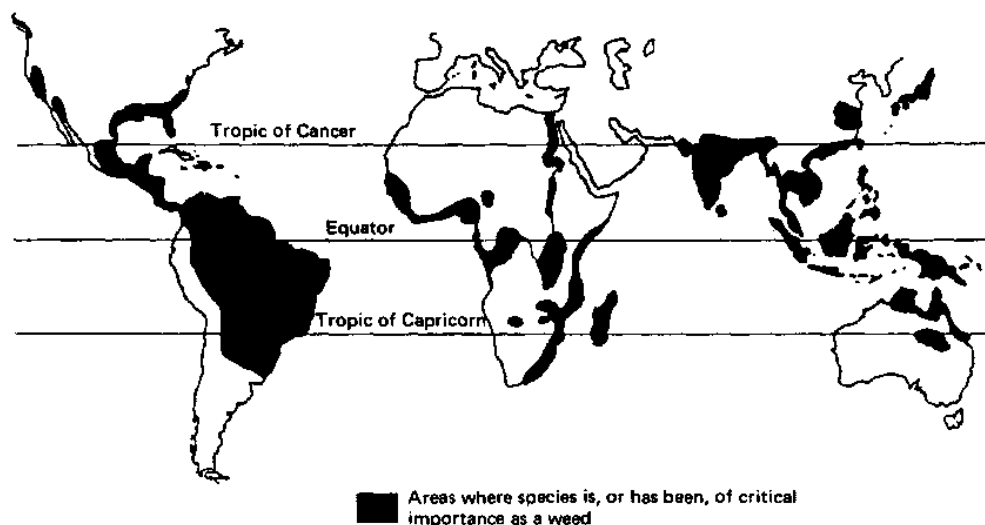 Tropic of Cancer
Equator
Tropic of Capricorn
Areas where species is, or has been, of critical
importance as a weed